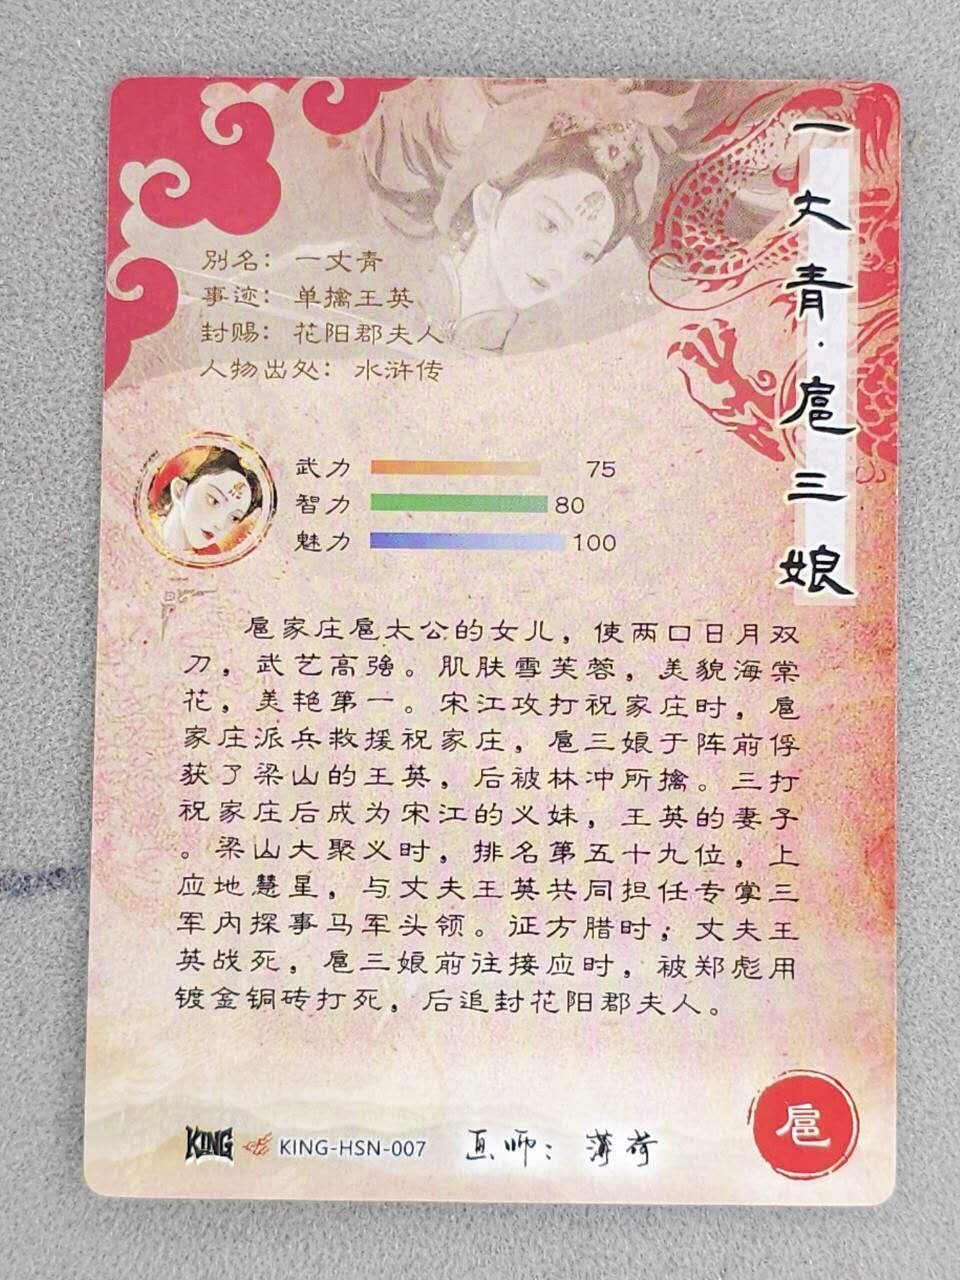 一丈青·扈三娘
别名：一丈青
事迹：单擒王英
封赐：花阳郡夫人
人物出处：水浒传
武力 75
智力 80
魅力 100
扈家庄扈太公的女儿，使两口日月双
刀，武艺高强。肌肤雪芙蓉，美貌海棠
花，美艳第一。宋江攻打祝家庄时，扈
家庄派兵救援祝家庄，扈三娘于阵前俘
获了梁山的王英，后被林冲所擒。三打
祝家庄后成为宋江的义妹，王英的妻子
。梁山大聚义时，排名第五十九位，上
应地慧星，与丈夫王英共同担任专掌三
军内探事马军头领。征方腊时；丈夫王
英战死，扈三娘前往接应时，被郑彪用
镀金铜砖打死，后追封花阳郡夫人。
KING KING-HSN-007 画师：薄荷
扈